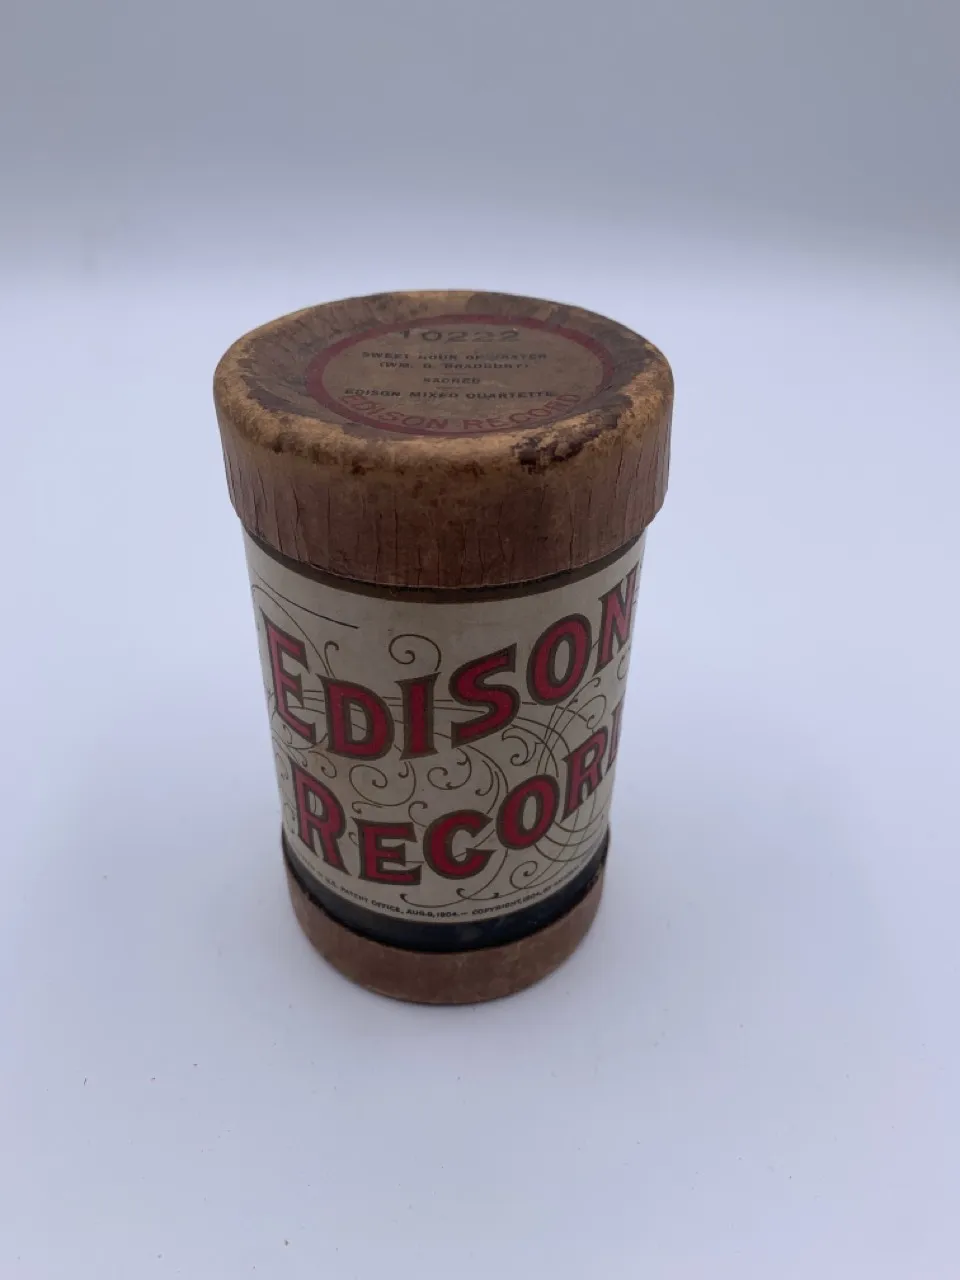 10222
SWEET HOUR OF PRAYER
(WM. B. BRADBURY)
SACRED
EDISON MIXED QUARTETTE
EDISON RECORD
EDISON
RECOR
U.S. PATENT OFFICE, AUG. 9, 1904.— COPYRIGHT, 1904, BY